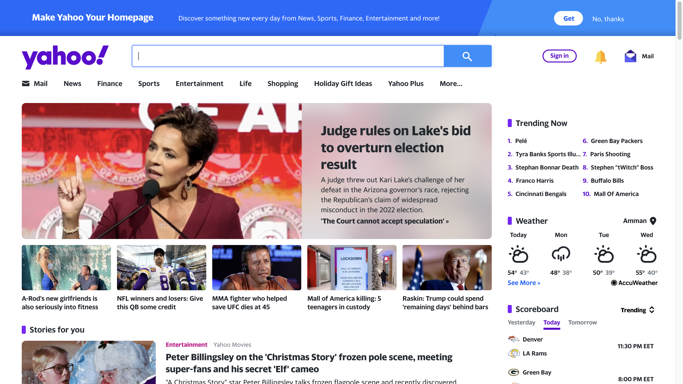 Make Yahoo Your Homepage
Discover something new every day from News, Sports, Finance, Entertainment and more!
Get
No, thanks
yahoo!
Sign in
Mail
Mail
News
Finance
Sports
Entertainment
Life
Shopping
Holiday Gift Ideas
Yahoo Plus
More...
Judge rules on Lake's bid
to overturn election
result
A judge threw out Kari Lake's challenge of her
defeat in the Arizona governor's race, rejecting
the Republican's claim of widespread
misconduct in the 2022 election.
'The Court cannot accept speculation' »
LOCKDOWN
A-Rod's new girlfriend is
also seriously into fitness
NFL winners and losers: Give
this QB some credit
MMA fighter who helped
save UFC dies at 45
Mall of America killing: 5
teenagers in custody
Raskin: Trump could spend
'remaining days' behind bars
Stories for you
Entertainment
Yahoo Movies
Peter Billingsley on the 'Christmas Story' frozen pole scene, meeting
super-fans and his secret 'Elf' cameo
"A Christmas Story" star Peter Billingsley talks frozen flagpole scene and recently discovered
Trending Now
1. Pelé
2. Tyra Banks Sports Illu...
3. Stephan Bonnar Death
4. Franco Harris
5. Cincinnati Bengals
6. Green Bay Packers
7. Paris Shooting
8. Stephen "tWitch" Boss
9. Buffalo Bills
10. Mall Of America
Weather
Amman
Today
Mon
Tue
Wed
54° 43°
48° 38°
50° 39°
55° 40°
See More »
AccuWeather
Scoreboard
Trending
Yesterday
Today
Tomorrow
Denver
LA Rams
11:30 PM EET
Green Bay
8:00 PM EET